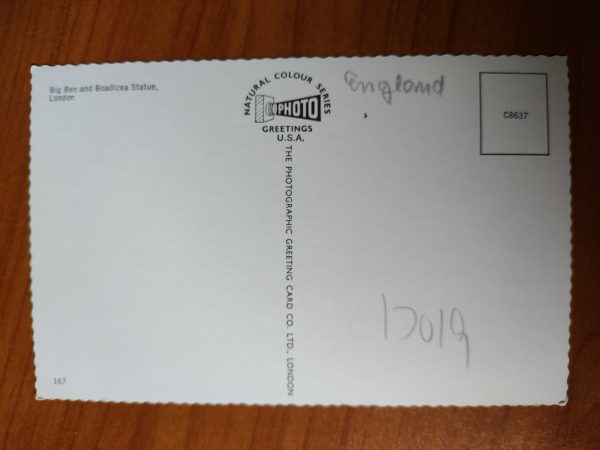 Big Ben and Boadicea Statue,
London
NATURAL COLOUR SERIES
PHOTO
GREETINGS
U.S.A.
THE PHOTOGRAPHIC GREETING CARD CO. LTD., LONDON
England
C8637
167